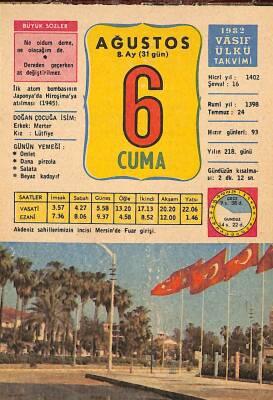 BÜYÜK SÖZLER
Ne oldum deme,
ne olacağım de.
Dereden geçerken
at değiştirilmez.
İlk atom bombasının
Japonya'da Hiroşima'ya
atılması (1945).
DOĞAN ÇOCUĞA İSİM:
Erkek: Merter
Kız : Lütfiye
GÜNÜN YEMEĞİ:
* Omlet
* Dana pirzola
* Salata
* Beyaz kadayıf
AĞUSTOS
8. Ay (31 gün)
6
CUMA
1982
VASIF
ÜLKÜ
TAKVİMİ
Hicrî yıl : 1402
Şevval : 16
Rumî yıl : 1398
Temmuz : 24
Hızır günleri: 93
Yılın 218. günü
Gündüzün kısalma-
sı: 2 dk. 12 sn.
SAATLER İmsak Sabah Güneş Öğle İkindi Akşam Yatsı
VASATİ 3.57 4.27 5.58 13.20 17.13 20.20 22.06
EZANİ 7.36 8.06 9.37 4.58 8.52 12.00 1.46
GECE
GÜNDÜZ
Akdeniz sahillerimizin incisi Mersin'de Fuar girişi.